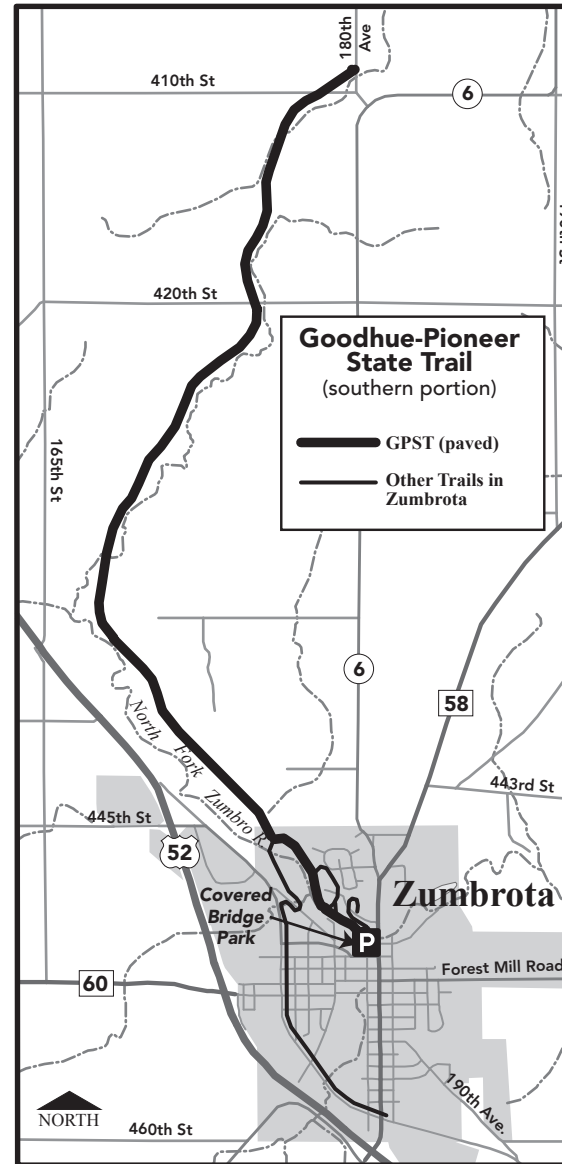 180th
Ave
410th St
6
420th St
Goodhue-Pioneer
State Trail
(southern portion)
GPST (paved)
Other Trails in
Zumbrota
165th St
6
58
North Fork Zumbro R.
443rd St
445th St
52
Covered
Bridge
Park
Zumbrota
P
Forest Mill Road
60
190th Ave.
NORTH
460th St